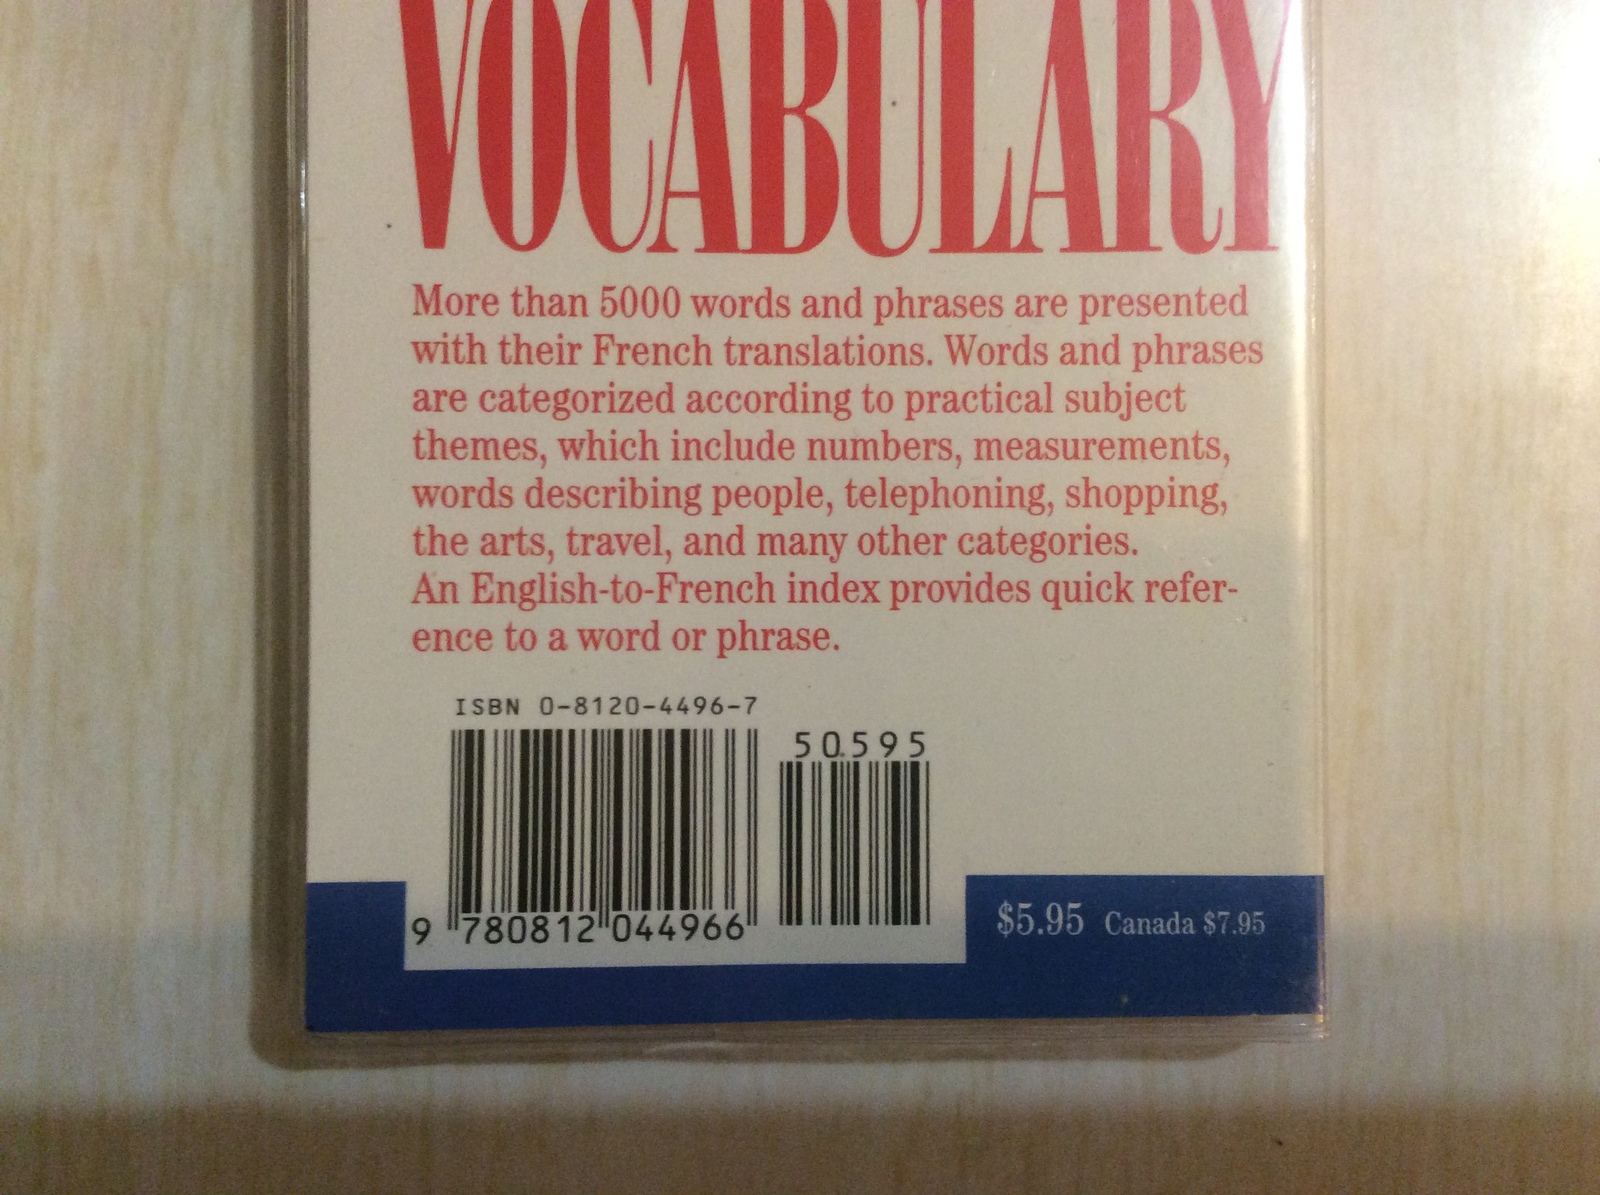 VOCABULARY
More than 5000 words and phrases are presented
with their French translations. Words and phrases
are categorized according to practical subject
themes, which include numbers, measurements,
words describing people, telephoning, shopping,
the arts, travel, and many other categories.
An English-to-French index provides quick refer-
ence to a word or phrase.
ISBN 0-8120-4496-7
50595
9 780812 044966
$5.95 Canada $7.95